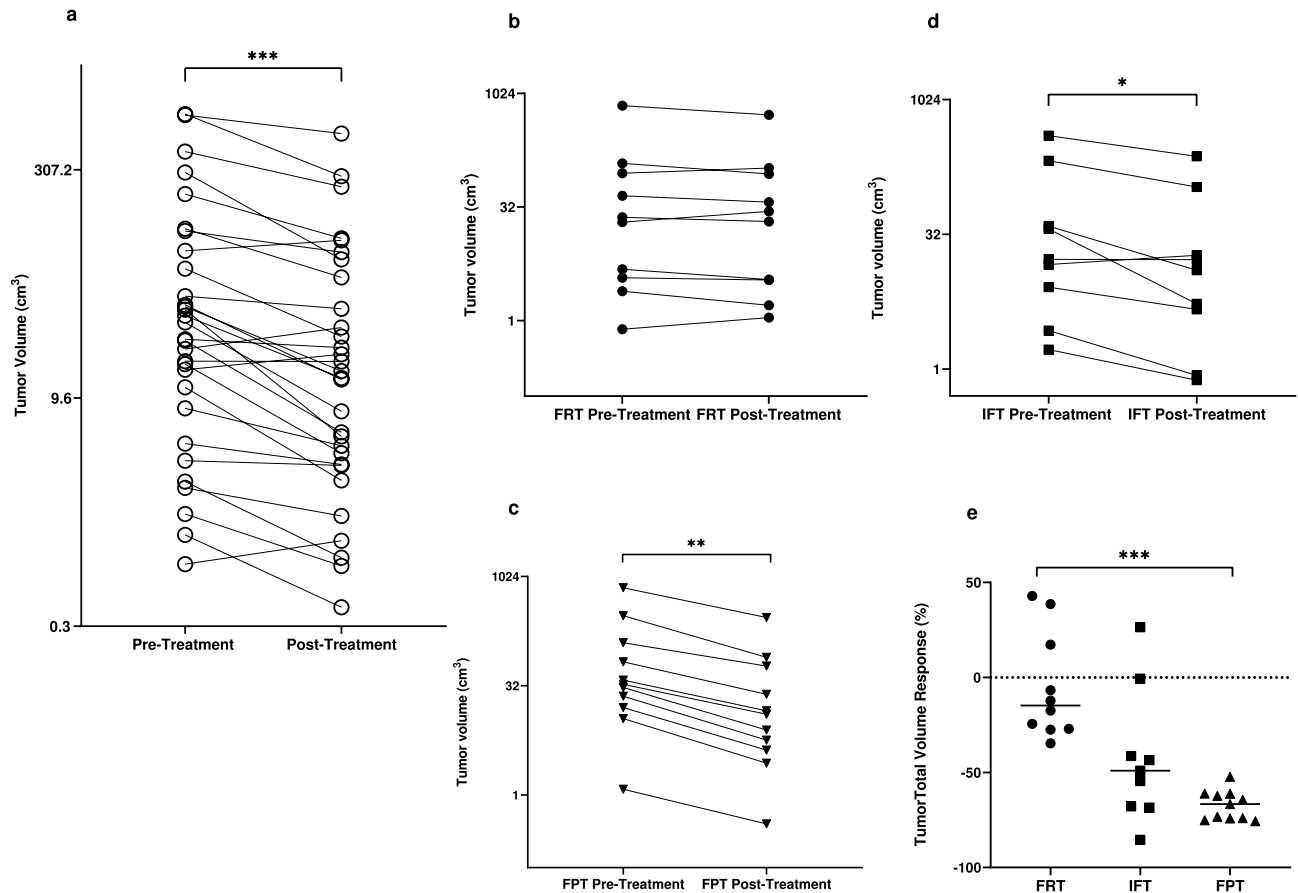 a
***
Tumor Volume (cm3)
307.2
9.6
0.3
Pre-Treatment
Post-Treatment
b
Tumor volume (cm3)
1024
32
1
FRT Pre-Treatment
FRT Post-Treatment
d
*
Tumor volume (cm3)
1024
32
1
IFT Pre-Treatment
IFT Post-Treatment
c
**
Tumor volume (cm3)
1024
32
1
FPT Pre-Treatment
FPT Post-Treatment
e
***
TumorTotal Volume Response (%)
50
0
-50
-100
FRT
IFT
FPT